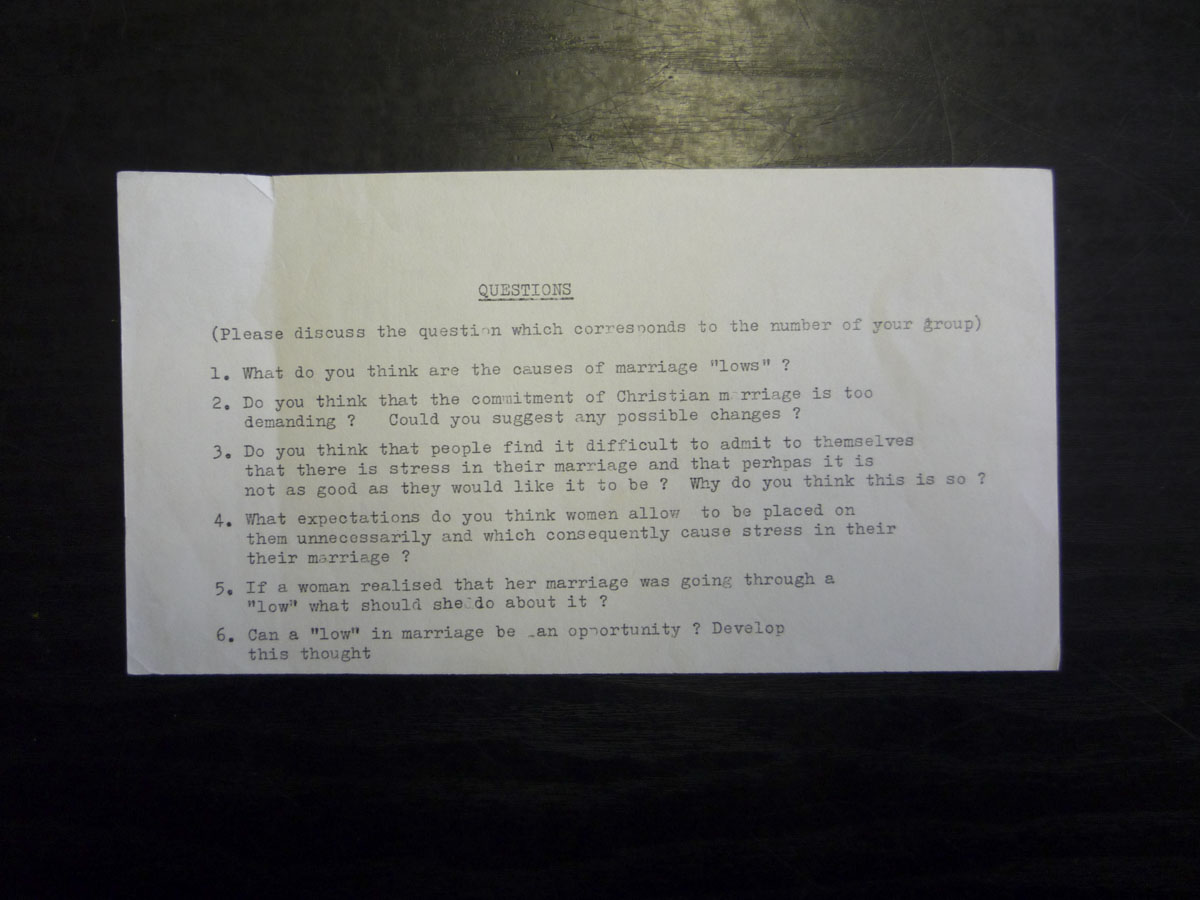 QUESTIONS
(Please discuss the question which corresponds to the number of your group)
1. What do you think are the causes of marriage "lows" ?
2. Do you think that the commitment of Christian marriage is too
demanding ? Could you suggest any possible changes ?
3. Do you think that people find it difficult to admit to themselves
that there is stress in their marriage and that perhpas it is
not as good as they would like it to be ? Why do you think this is so ?
4. What expectations do you think women allow to be placed on
them unnecessarily and which consequently cause stress in their
their marriage ?
5. If a woman realised that her marriage was going through a
"low" what should she do about it ?
6. Can a "low" in marriage be an opportunity ? Develop
this thought